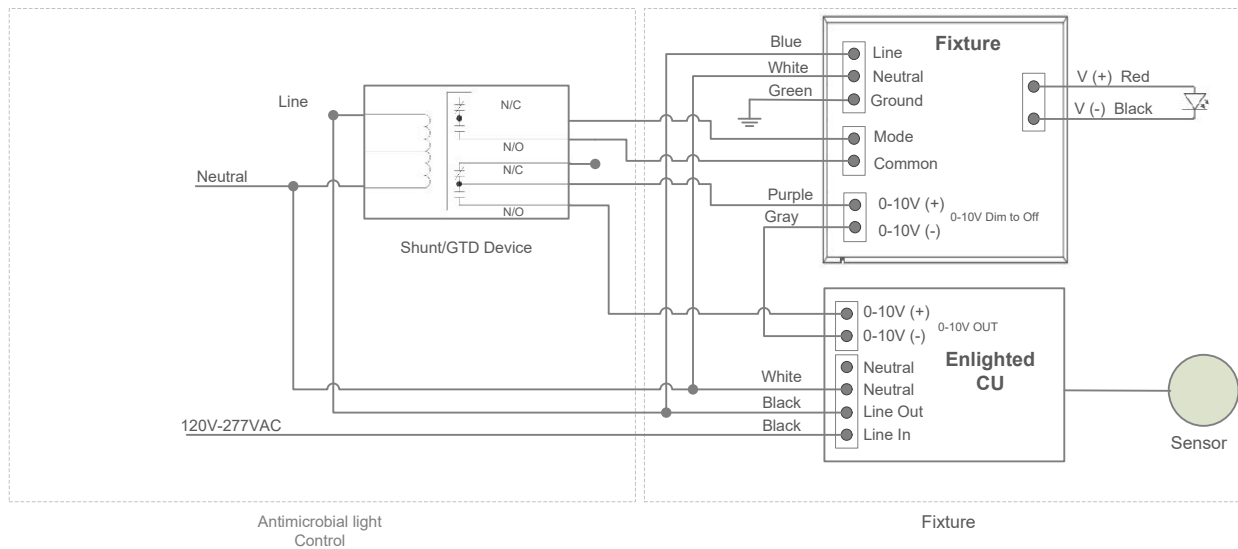 Line
Neutral
N/C
N/O
N/C
N/O
Shunt/GTD Device
120V-277VAC
Antimicrobial light
Control
Blue
White
Green
Purple
Gray
White
Black
Black
Fixture
Line
Neutral
Ground
Mode
Common
0-10V (+)
0-10V (-)
0-10V Dim to Off
V (+) Red
V (-) Black
0-10V (+)
0-10V (-)
0-10V OUT
Enlighted
CU
Neutral
Neutral
Line Out
Line In
Sensor
Fixture